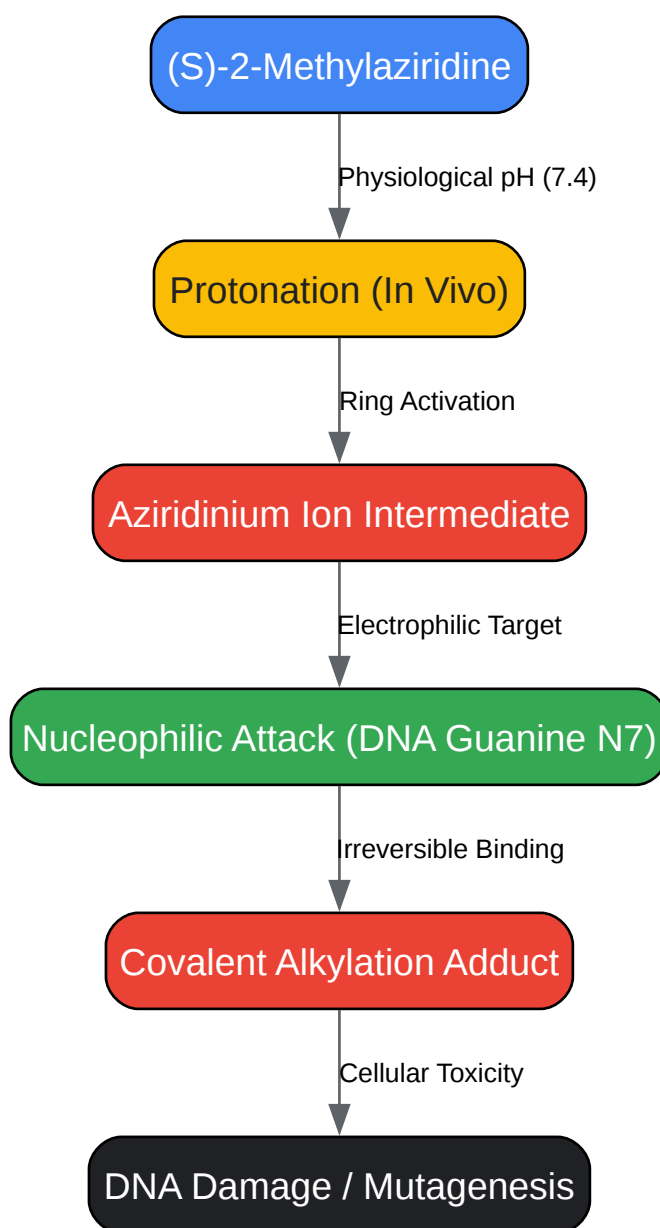 (S)-2-Methylaziridine
Physiological pH (7.4)
Protonation (In Vivo)
Ring Activation
Aziridinium Ion Intermediate
Electrophilic Target
Nucleophilic Attack (DNA Guanine N7)
Irreversible Binding
Covalent Alkylation Adduct
Cellular Toxicity
DNA Damage / Mutagenesis